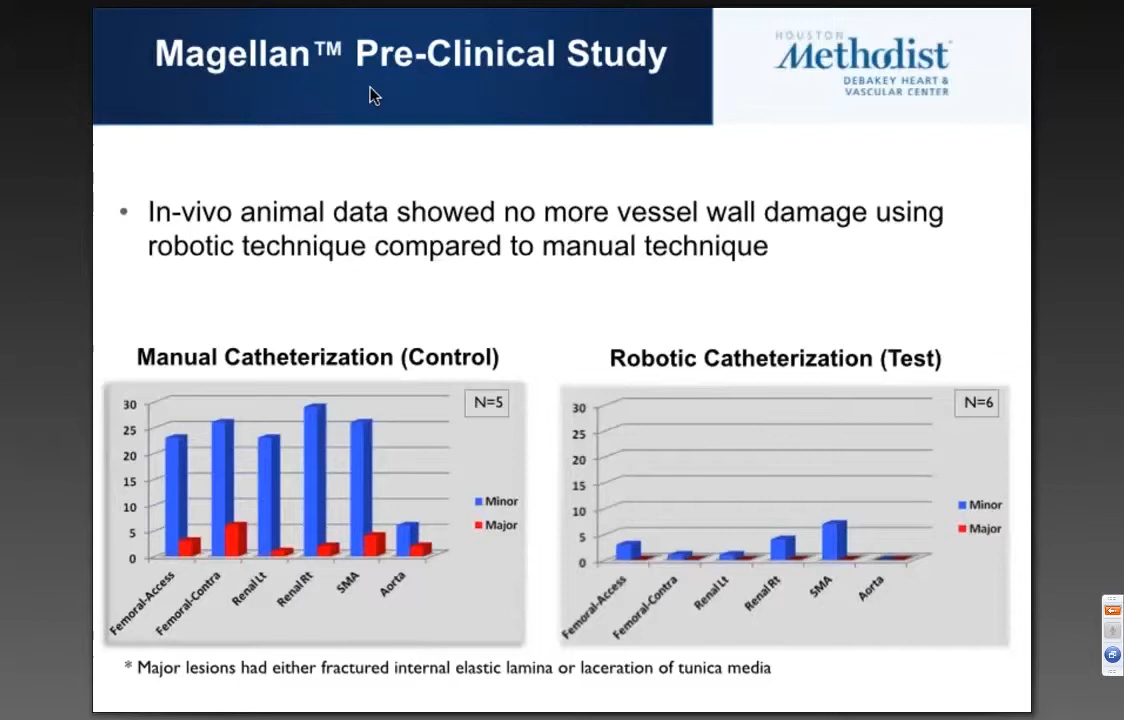 Magellan™ Pre-Clinical Study
HOUSTON
Methodist
DEBAKEY HEART &
VASCULAR CENTER
• In-vivo animal data showed no more vessel wall damage using
robotic technique compared to manual technique
Manual Catheterization (Control)
N=5
30
25
20
15
10
5
0
Femoral-Access
Femoral-Contra
Renal Lt
Renal Rt
SMA
Aorta
Minor
Major
Robotic Catheterization (Test)
N=6
30
25
20
15
10
5
0
Femoral-Access
Femoral-Contra
Renal Lt
Renal Rt
SMA
Aorta
Minor
Major
* Major lesions had either fractured internal elastic lamina or laceration of tunica media